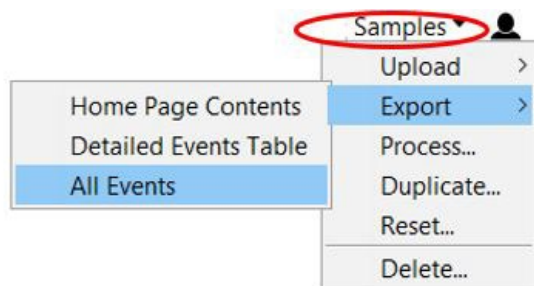 Samples
Upload
Export
Process...
Duplicate...
Reset...
Delete...
Home Page Contents
Detailed Events Table
All Events